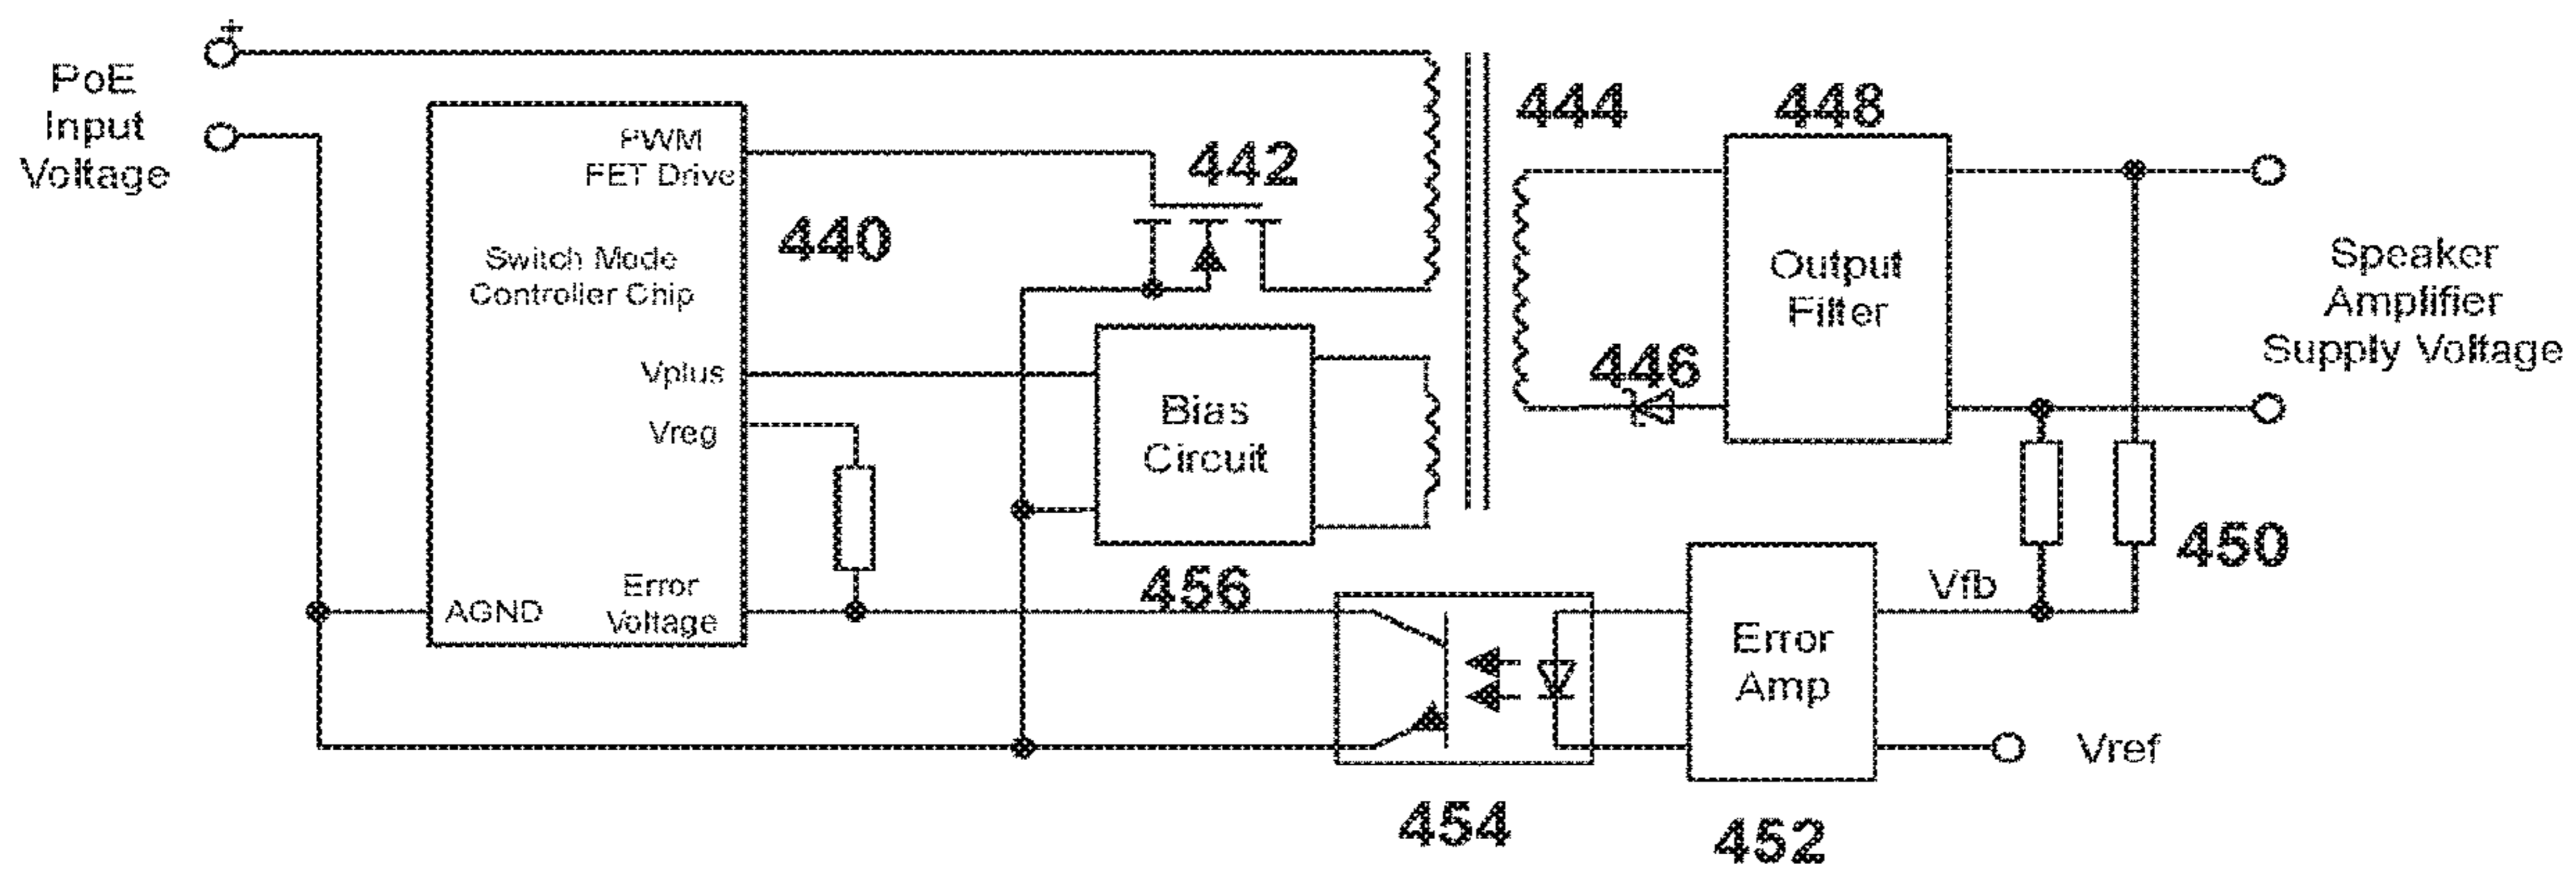 +
PoE
Input
Voltage
PWM
FET Drive
Switch Mode
Controller Chip
Vplus
Vreg
Error
Voltage
AGND
440
442
444
446
448
Output
Filter
Speaker
Amplifier
Supply Voltage
Bias
Circuit
456
450
Vfb
Error
Amp
Vref
454
452